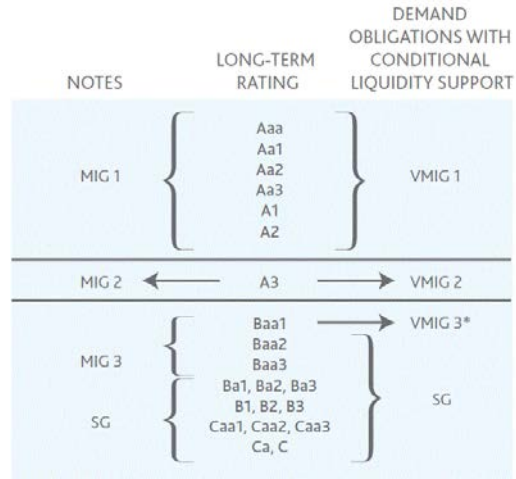 NOTES
LONG-TERM
RATING
DEMAND
OBLIGATIONS WITH
CONDITIONAL
LIQUIDITY SUPPORT
MIG 1
Aaa
Aa1
Aa2
Aa3
A1
A2
VMIG 1
MIG 2
A3
VMIG 2
MIG 3
Baa1
Baa2
Baa3
VMIG 3*
SG
Ba1, Ba2, Ba3
B1, B2, B3
Caa1, Caa2, Caa3
Ca, C
SG